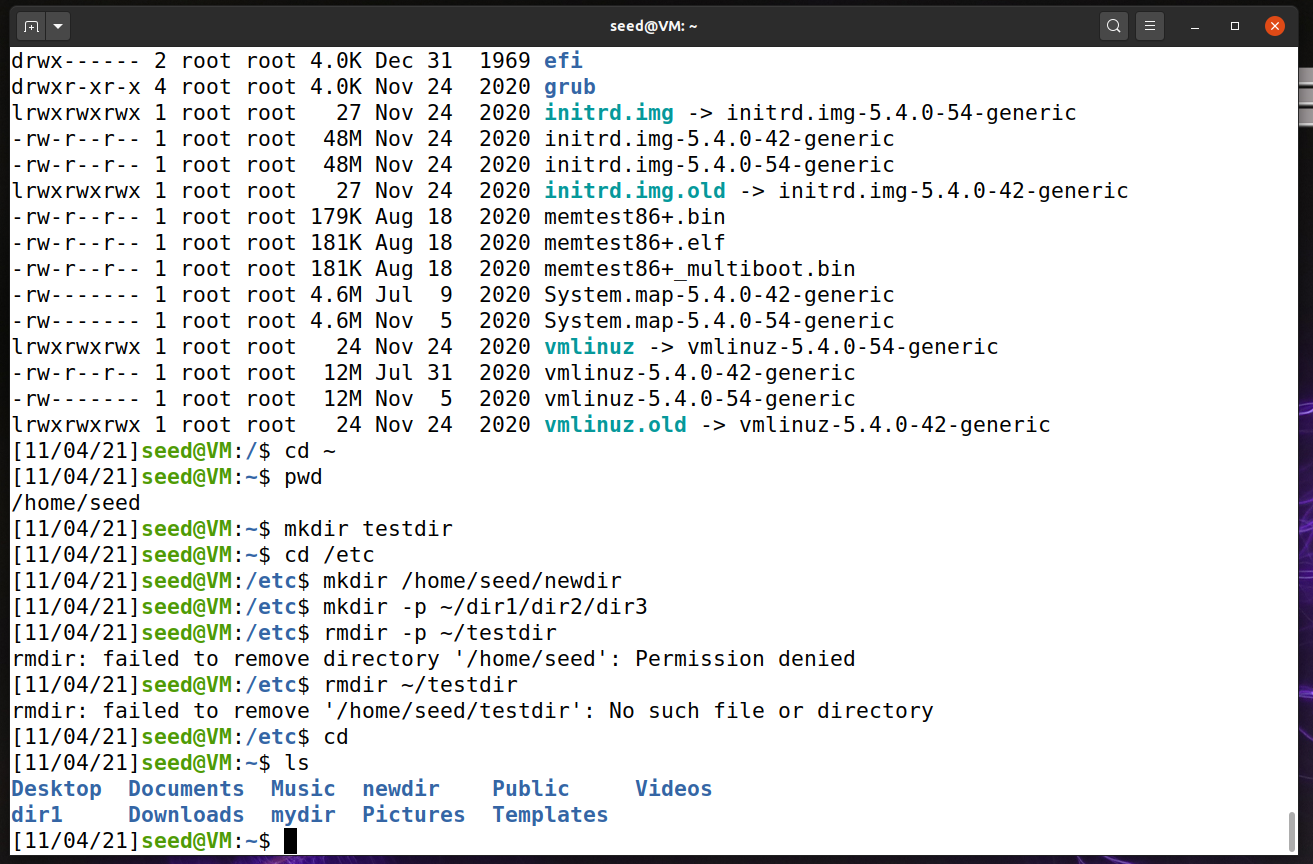 seed@VM: ~
drwx------ 2 root root 4.0K Dec 31  1969 efi
drwxr-xr-x 4 root root 4.0K Nov 24  2020 grub
lrwxrwxrwx 1 root root   27 Nov 24  2020 initrd.img -> initrd.img-5.4.0-54-generic
-rw-r--r-- 1 root root  48M Nov 24  2020 initrd.img-5.4.0-42-generic
-rw-r--r-- 1 root root  48M Nov 24  2020 initrd.img-5.4.0-54-generic
lrwxrwxrwx 1 root root   27 Nov 24  2020 initrd.img.old -> initrd.img-5.4.0-42-generic
-rw-r--r-- 1 root root 179K Aug 18  2020 memtest86+.bin
-rw-r--r-- 1 root root 181K Aug 18  2020 memtest86+.elf
-rw-r--r-- 1 root root 181K Aug 18  2020 memtest86+_multiboot.bin
-rw------- 1 root root 4.6M Jul  9  2020 System.map-5.4.0-42-generic
-rw------- 1 root root 4.6M Nov  5  2020 System.map-5.4.0-54-generic
lrwxrwxrwx 1 root root   24 Nov 24  2020 vmlinuz -> vmlinuz-5.4.0-54-generic
-rw-r--r-- 1 root root  12M Jul 31  2020 vmlinuz-5.4.0-42-generic
-rw------- 1 root root  12M Nov  5  2020 vmlinuz-5.4.0-54-generic
lrwxrwxrwx 1 root root   24 Nov 24  2020 vmlinuz.old -> vmlinuz-5.4.0-42-generic
[11/04/21]seed@VM:/$ cd ~
[11/04/21]seed@VM:~$ pwd
/home/seed
[11/04/21]seed@VM:~$ mkdir testdir
[11/04/21]seed@VM:~$ cd /etc
[11/04/21]seed@VM:/etc$ mkdir /home/seed/newdir
[11/04/21]seed@VM:/etc$ mkdir -p ~/dir1/dir2/dir3
[11/04/21]seed@VM:/etc$ rmdir -p ~/testdir
rmdir: failed to remove directory '/home/seed': Permission denied
[11/04/21]seed@VM:/etc$ rmdir ~/testdir
rmdir: failed to remove '/home/seed/testdir': No such file or directory
[11/04/21]seed@VM:/etc$ cd
[11/04/21]seed@VM:~$ ls
Desktop  Documents  Music  newdir    Public     Videos
dir1     Downloads  mydir  Pictures  Templates
[11/04/21]seed@VM:~$